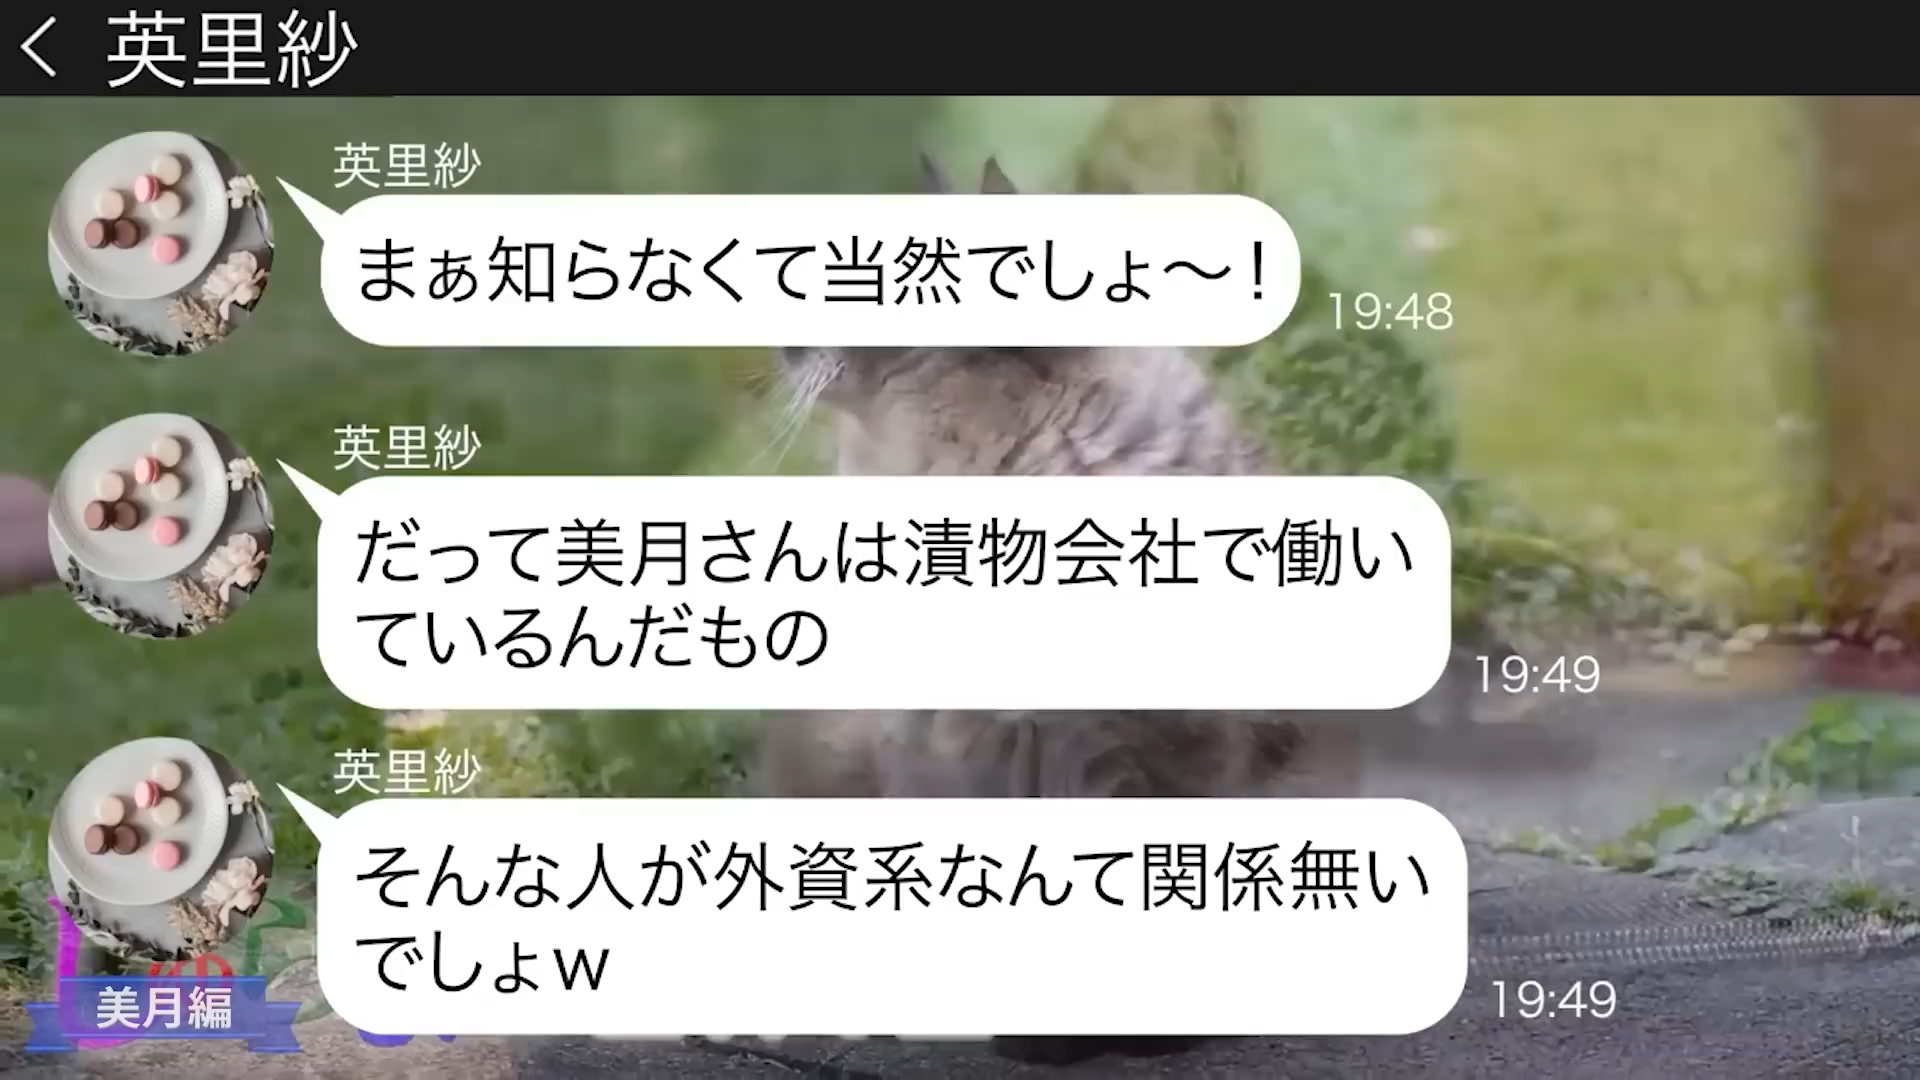 英里紗
英里紗
まぁ知らなくて当然でしょ～！
19:48
英里紗
だって美月さんは漬物会社で働い
ているんだもの
19:49
英里紗
そんな人が外資系なんて関係無い
でしょw
19:49
美月編